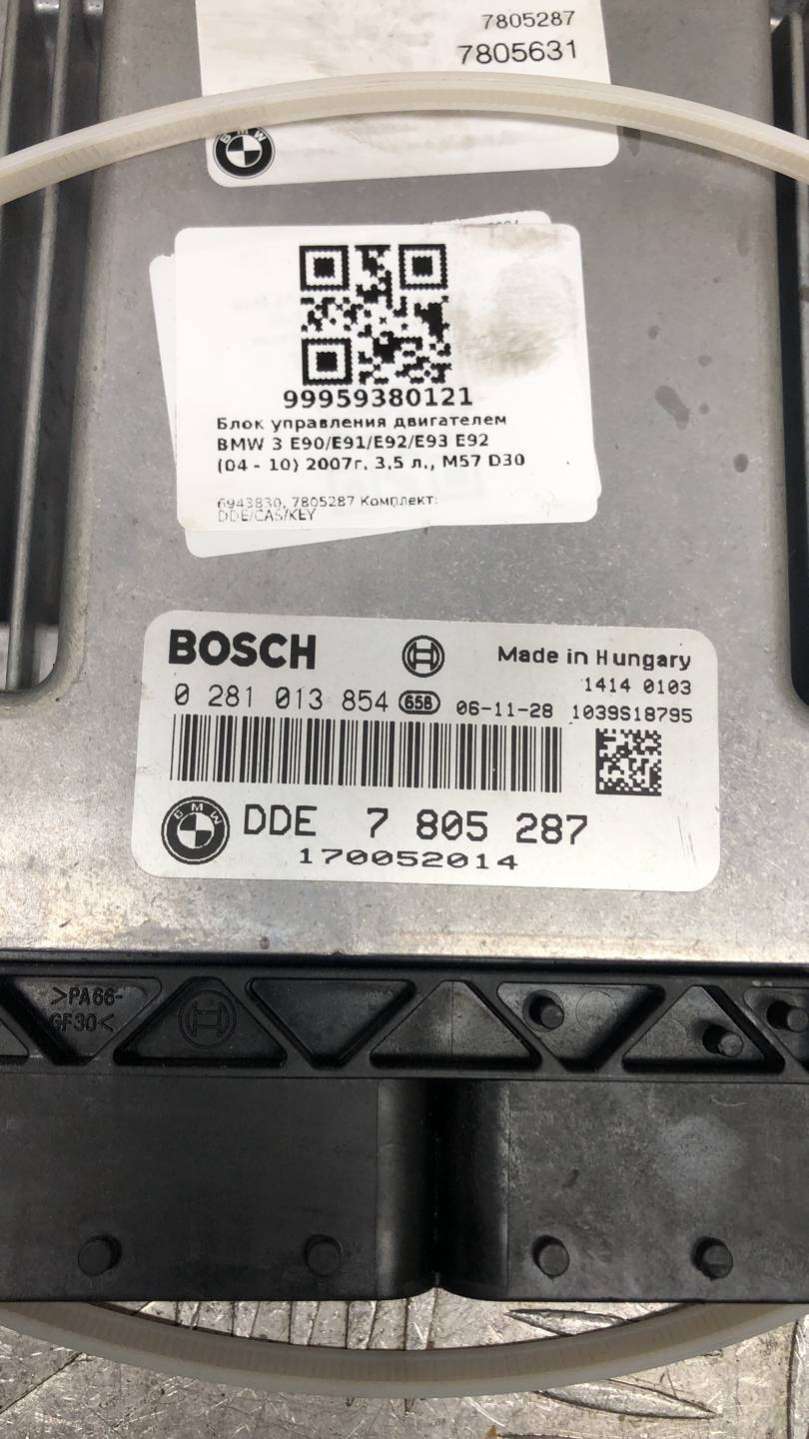 7805287
7805631
BMW
99959380121
Блок управления двигателем
BMW 3 E90/E91/E92/E93 E92
(04 - 10) 2007г. 3,5 л., M57 D30
6943830, 7805287 Комплект:
DDE/CAS/KEY
BOSCH
Made in Hungary
1414 0103
0 281 013 854 658 06-11-28 1039S18795
BMW DDE 7 805 287
170052014
>PA66-
GF30<